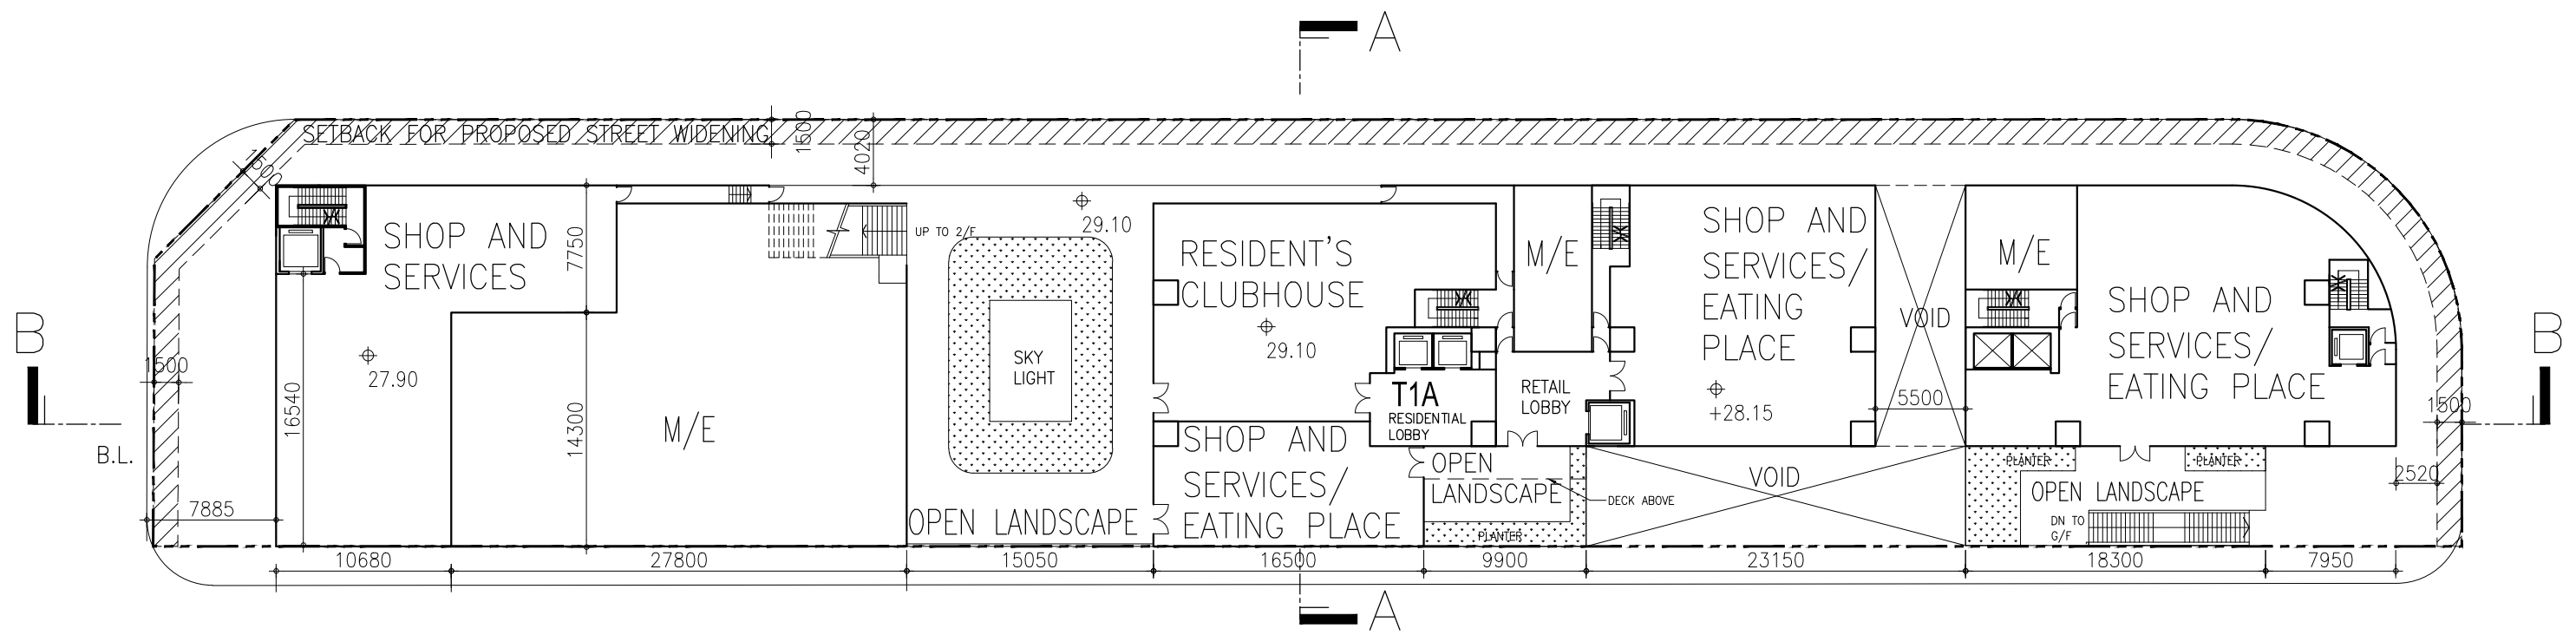 A
SETBACK FOR PROPOSED STREET WIDENING
1500
4020
1500
SHOP AND
SERVICES
7750
UP TO 2/F
29.10
RESIDENT'S
CLUBHOUSE
29.10
M/E
SHOP AND
SERVICES/
EATING
PLACE
+28.15
VOID
5500
M/E
SHOP AND
SERVICES/
EATING PLACE
B
B
B.L.
1500
27.90
16540
14300
M/E
SKY
LIGHT
T1A
RESIDENTIAL
LOBBY
RETAIL
LOBBY
1500
2520
7885
OPEN LANDSCAPE
SHOP AND
SERVICES/
EATING PLACE
OPEN
LANDSCAPE
DECK ABOVE
PLANTER
VOID
PLANTER
PLANTER
OPEN LANDSCAPE
DN TO
G/F
10680
27800
15050
16500
9900
23150
18300
7950
A